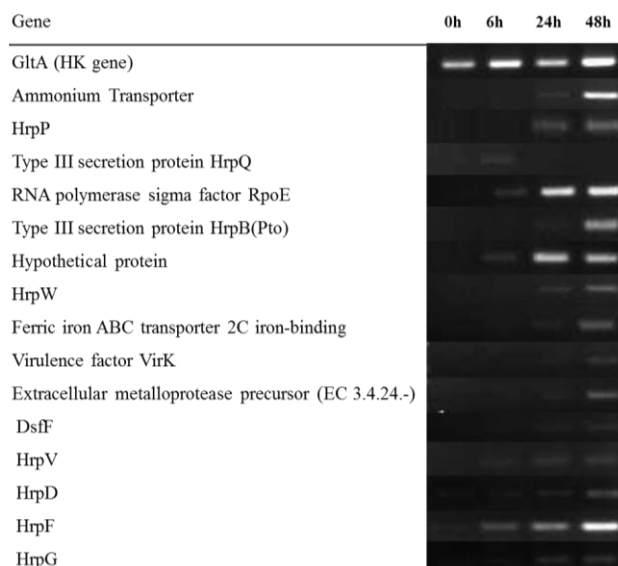 Gene 0h 6h 24h 48h
GltA (HK gene)
Ammonium Transporter
HrpP
Type III secretion protein HrpQ
RNA polymerase sigma factor RpoE
Type III secretion protein HrpB(Pto)
Hypothetical protein
HrpW
Ferric iron ABC transporter 2C iron-binding
Virulence factor VirK
Extracellular metalloprotease precursor (EC 3.4.24.-)
DsfF
HrpV
HrpD
HrpF
HrpG